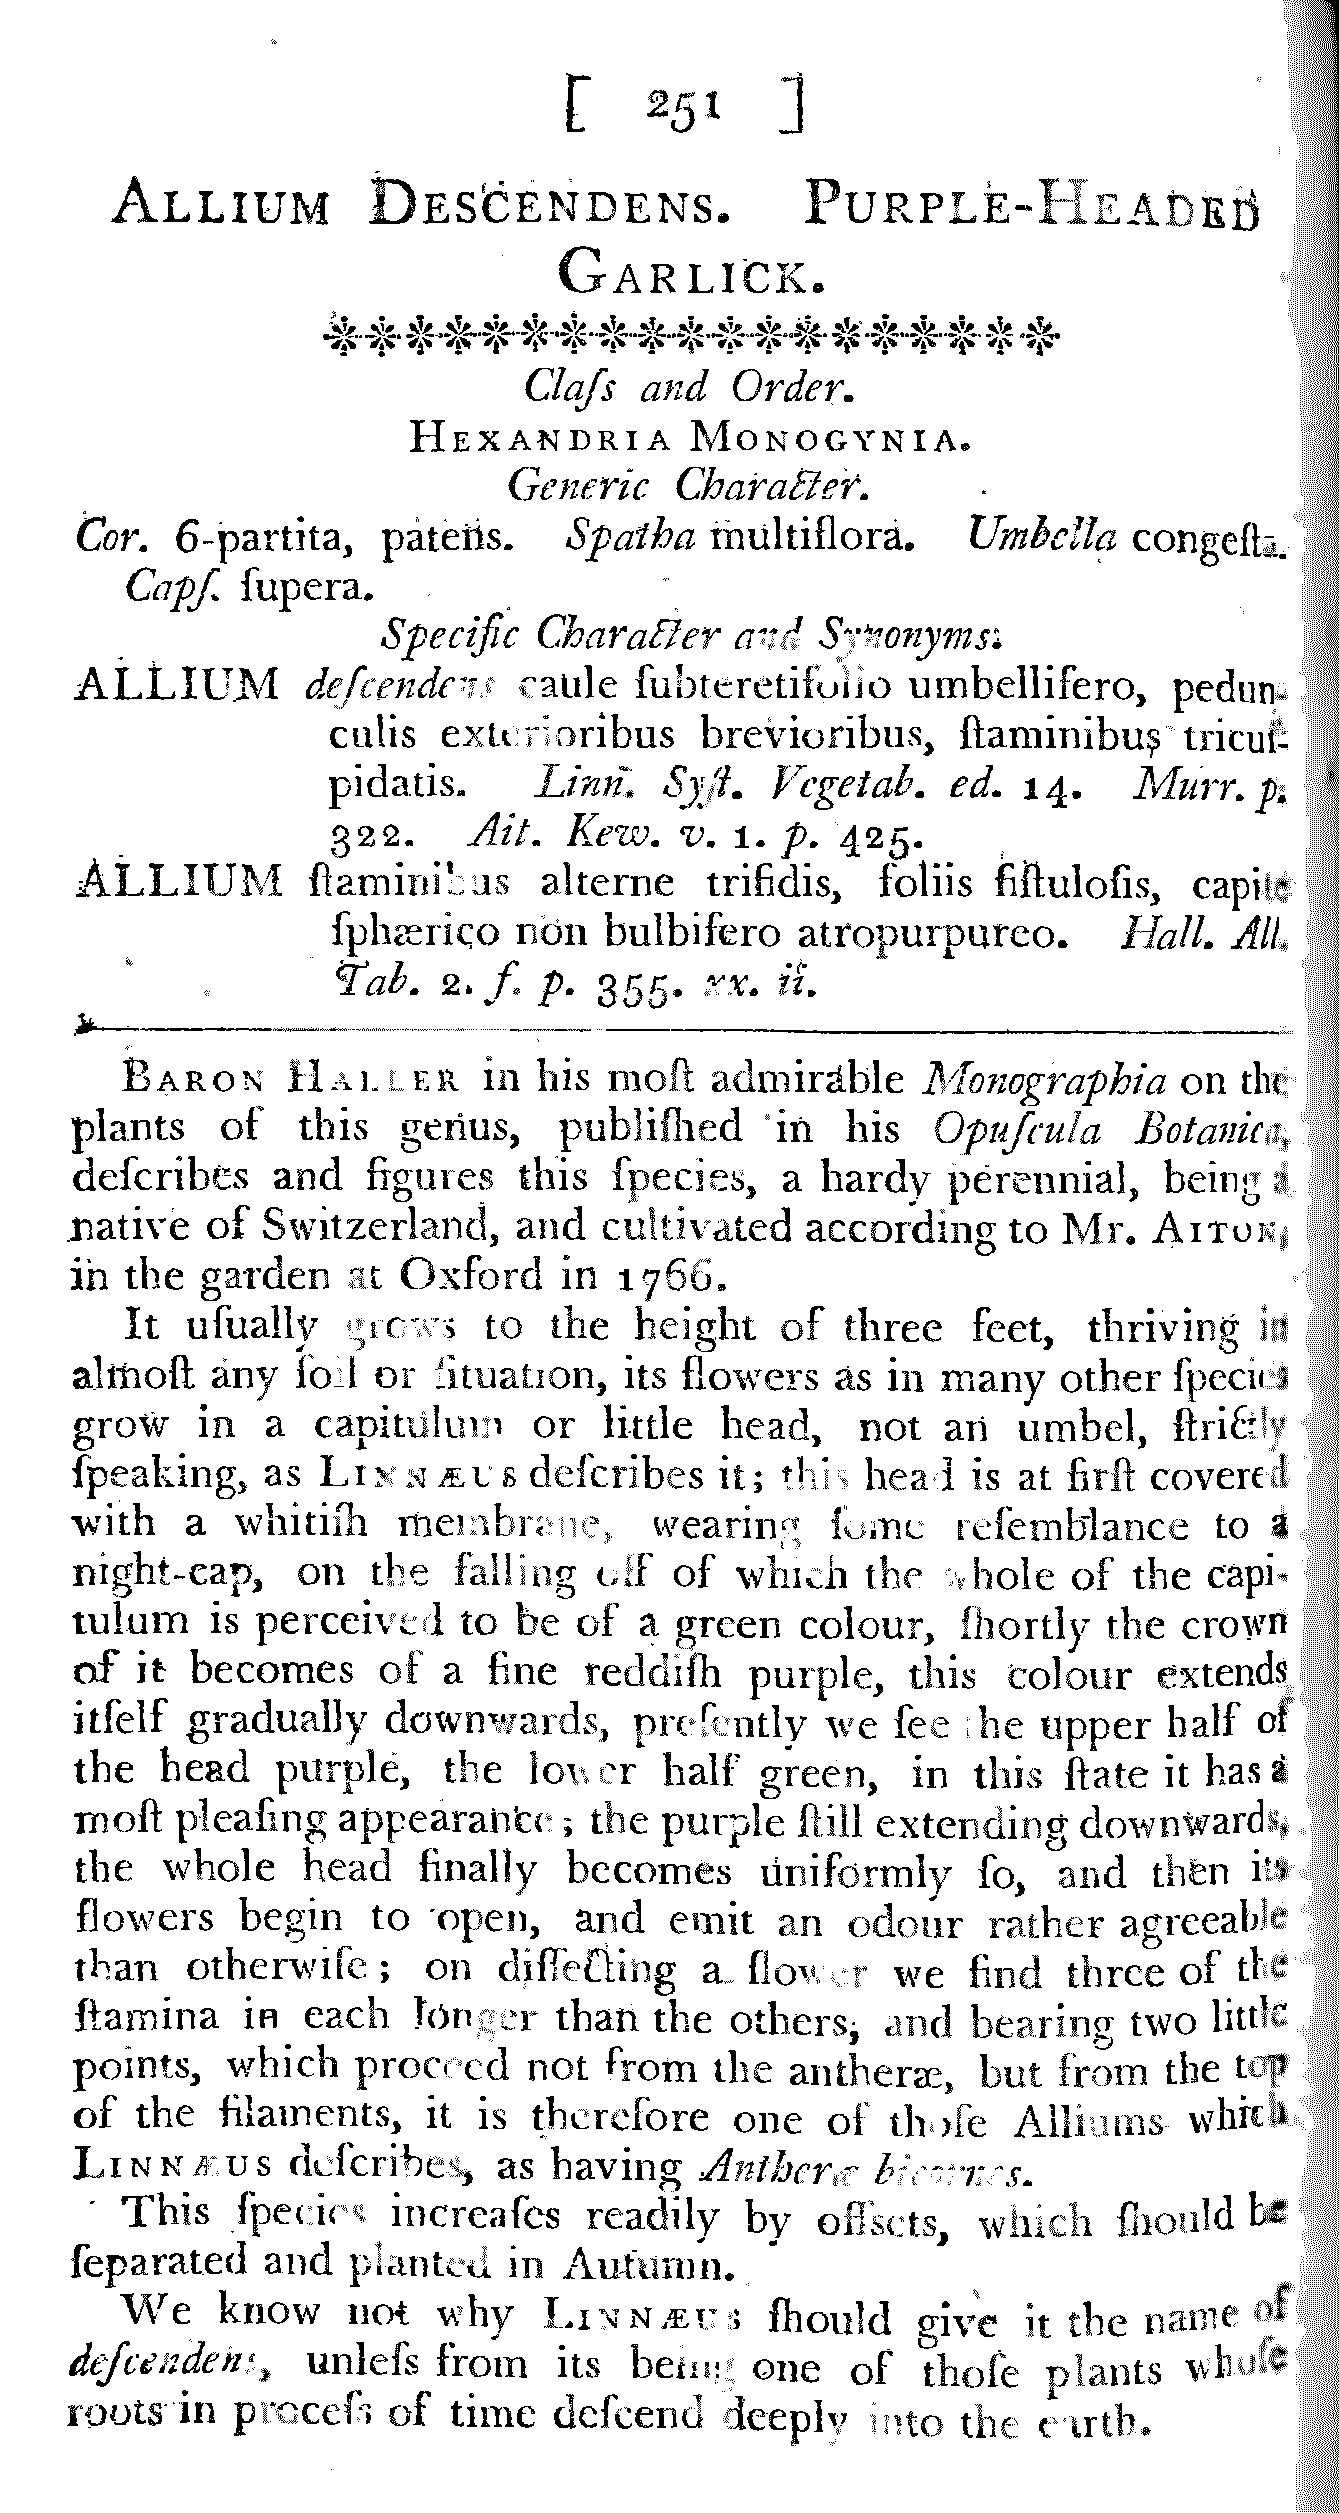 [ 251 ]
ALLIUM DESCENDENS. PURPLE-HEADED
GARLICK.
Claſs and Order.
HEXANDRIA MONOGYNIA.
Generic Character.
Cor. 6-partita, patens. Spatha multiflora. Umbella congeſta.
Capſ. ſupera.
Specific Character and Synonyms.
ALLIUM deſcendens caule ſubteretifolio umbellifero, pedun-
culis exterioribus brevioribus, ſtaminibus tricuſ-
pidatis. Linn. Syſt. Vegetab. ed. 14. Murr. p.
322. Ait. Kew. v. 1. p. 425.
ALLIUM ſtaminibus alterne trifidis, foliis fiſtuloſis, capite
ſphærico non bulbifero atropurpureo. Hall. All.
Tab. 2. f. p. 355. xx. ii.
BARON HALLER in his moſt admirable Monographia on the
plants of this genus, publiſhed in his Opuſcula Botanica,
deſcribes and figures this ſpecies, a hardy perennial, being a
native of Switzerland, and cultivated according to Mr. AITON,
in the garden at Oxford in 1766.
It uſually grows to the height of three feet, thriving in
almoſt any ſoil or ſituation, its flowers as in many other ſpecies
grow in a capitulum or little head, not an umbel, ſtrictly
ſpeaking, as LINNÆUS deſcribes it; this head is at firſt covered
with a whitiſh membrane, wearing ſome reſemblance to a
night-cap, on the falling off of which the whole of the capi-
tulum is perceived to be of a green colour, ſhortly the crown
of it becomes of a fine reddiſh purple, this colour extends
itſelf gradually downwards, preſently we ſee the upper half of
the head purple, the lower half green, in this ſtate it has a
moſt pleaſing appearance; the purple ſtill extending downwards,
the whole head finally becomes uniformly ſo, and then its
flowers begin to open, and emit an odour rather agreeable
than otherwiſe; on diſſecting a flower we find three of the
ſtamina in each longer than the others, and bearing two little
points, which proceed not from the antheræ, but from the top
of the filaments, it is therefore one of thoſe Alliums which
LINNÆUS deſcribes, as having Antheræ bicornes.
This ſpecies increaſes readily by offsets, which ſhould be
ſeparated and planted in Autumn.
We know not why LINNÆUS ſhould give it the name of
deſcendens, unleſs from its being one of thoſe plants whoſe
roots in proceſs of time deſcend deeply into the earth.